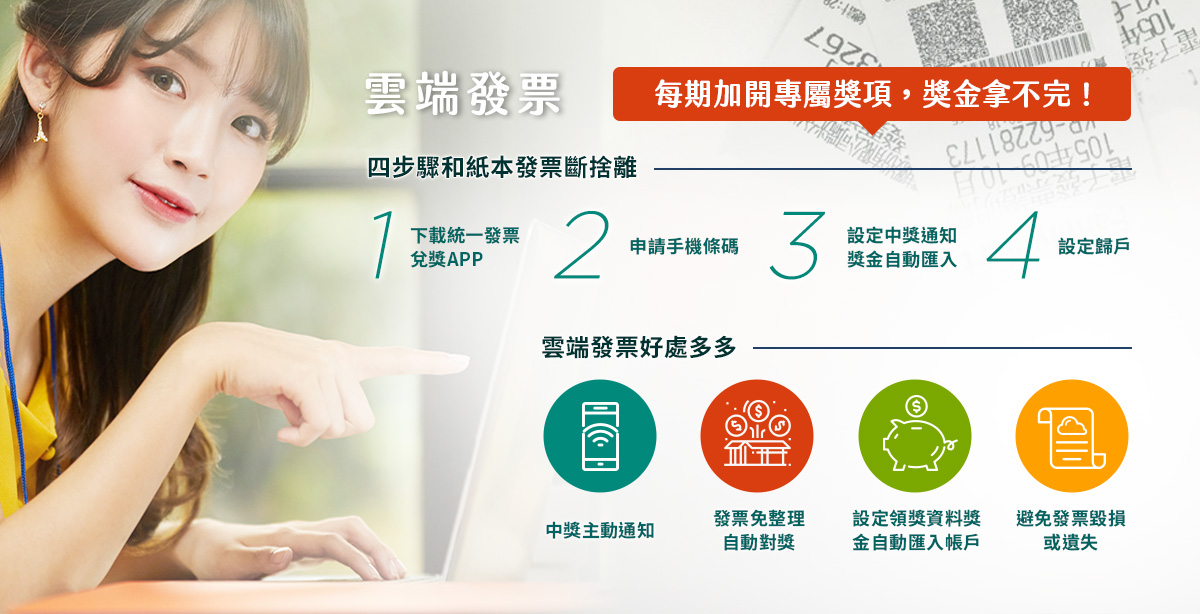 雲端發票
每期加開專屬獎項，獎金拿不完！
四步驟和紙本發票斷捨離
1
下載統一發票
兌獎APP
2
申請手機條碼
3
設定中獎通知
獎金自動匯入
4
設定歸戶
雲端發票好處多多
中獎主動通知
發票免整理
自動對獎
設定領獎資料獎
金自動匯入帳戶
避免發票毀損
或遺失